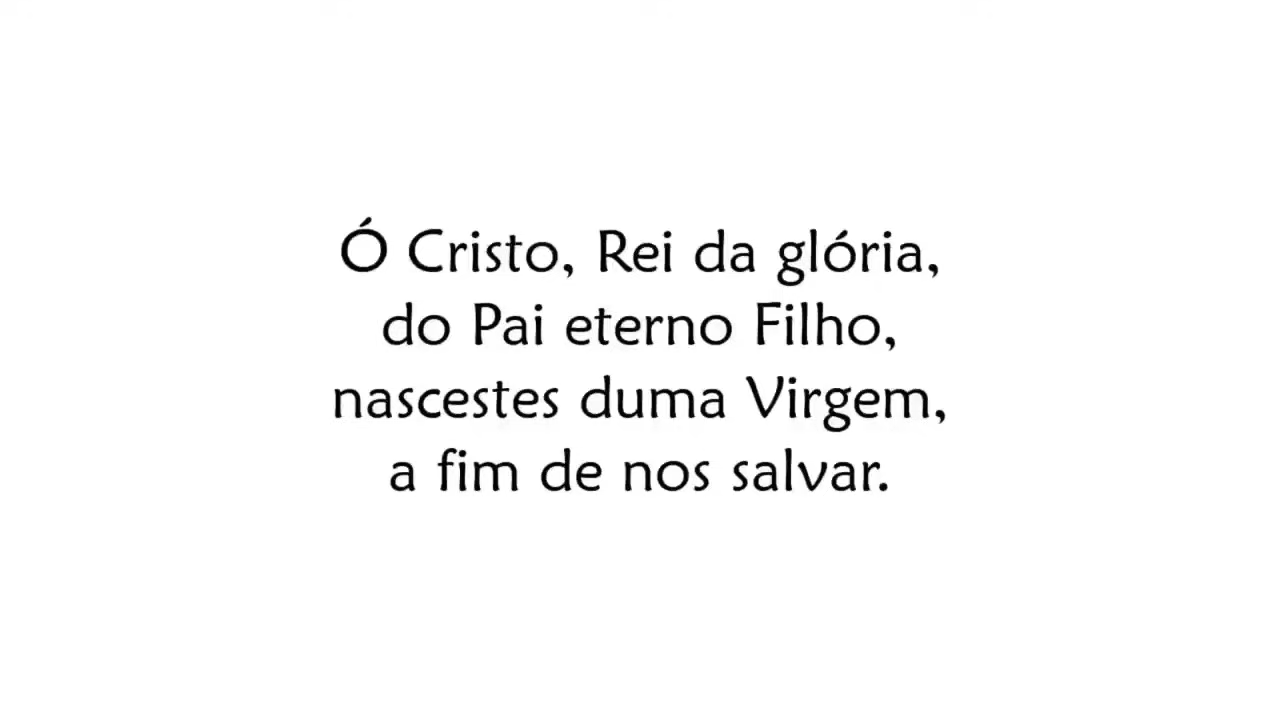 Ó Cristo, Rei da glória,
do Pai eterno Filho,
nascestes duma Virgem,
a fim de nos salvar.